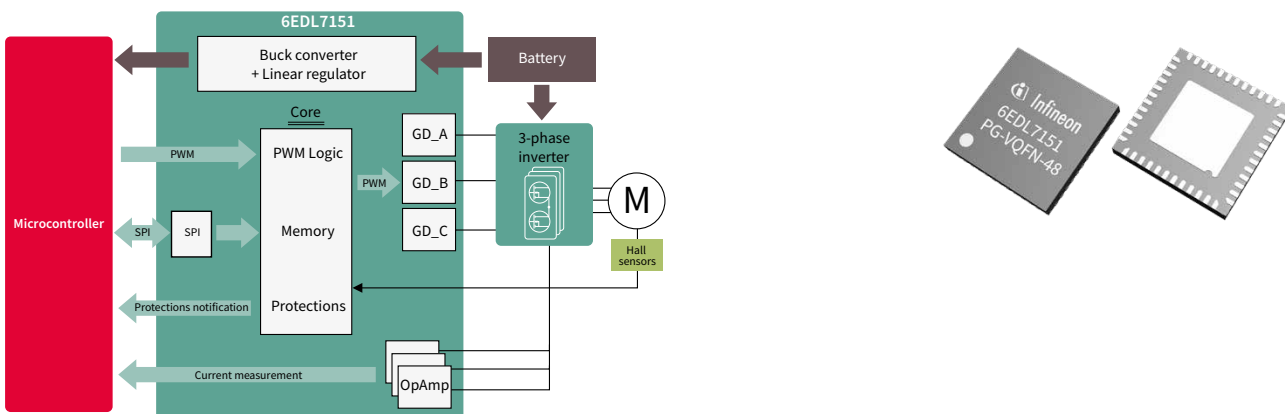 6EDL7151
Buck converter
+ Linear regulator
Battery
Core
GD_A
3-phase
inverter
PWM
PWM Logic
PWM
GD_B
M
Microcontroller
SPI
SPI
Memory
GD_C
Hall
sensors
Protections notification
Protections
Current measurement
OpAmp
Infineon
6EDL7151
PG-VQFN-48